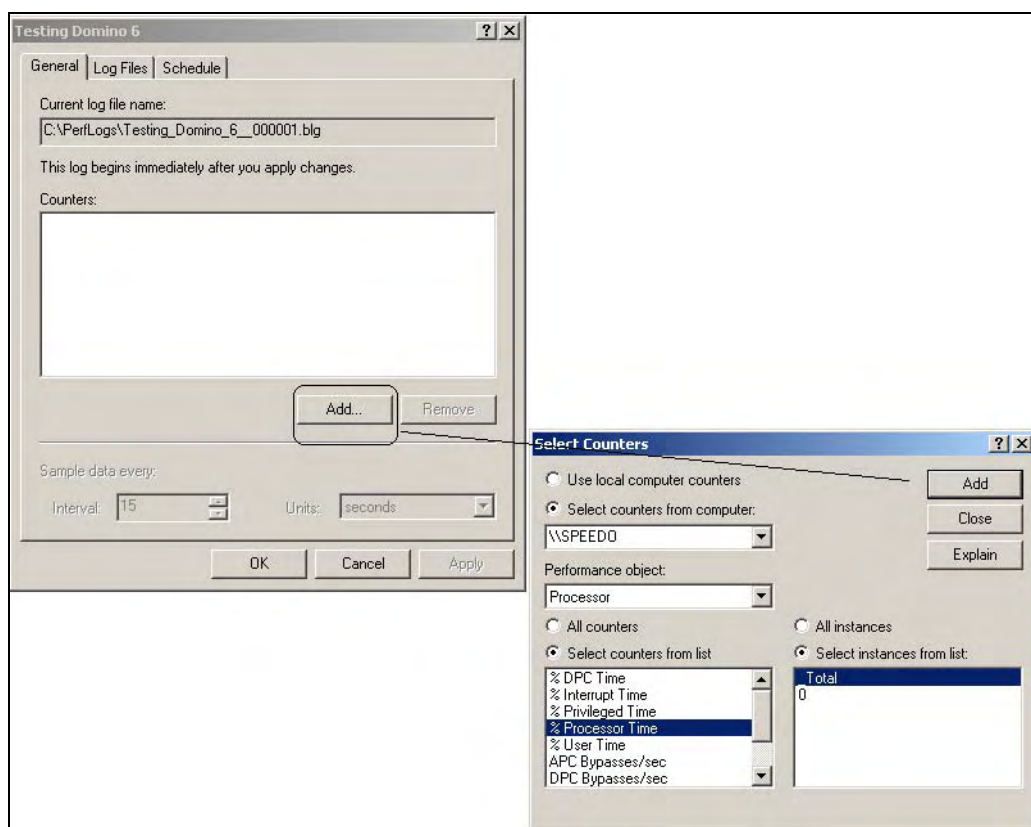 Testing Domino 6
General Log Files Schedule
Current log file name:
C:\PerfLogs\Testing_Domino_6__000001.blg
This log begins immediately after you apply changes.
Counters:
Add... Remove
Sample data every:
Interval: 15 Units: seconds
OK Cancel Apply
Select Counters
Use local computer counters
Add
Select counters from computer:
Close
\\SPEEDO
Explain
Performance object:
Processor
All counters
All instances
Select counters from list
Select instances from list:
% DPC Time
% Interrupt Time
% Privileged Time
% Processor Time
% User Time
APC Bypasses/sec
DPC Bypasses/sec
_Total
0